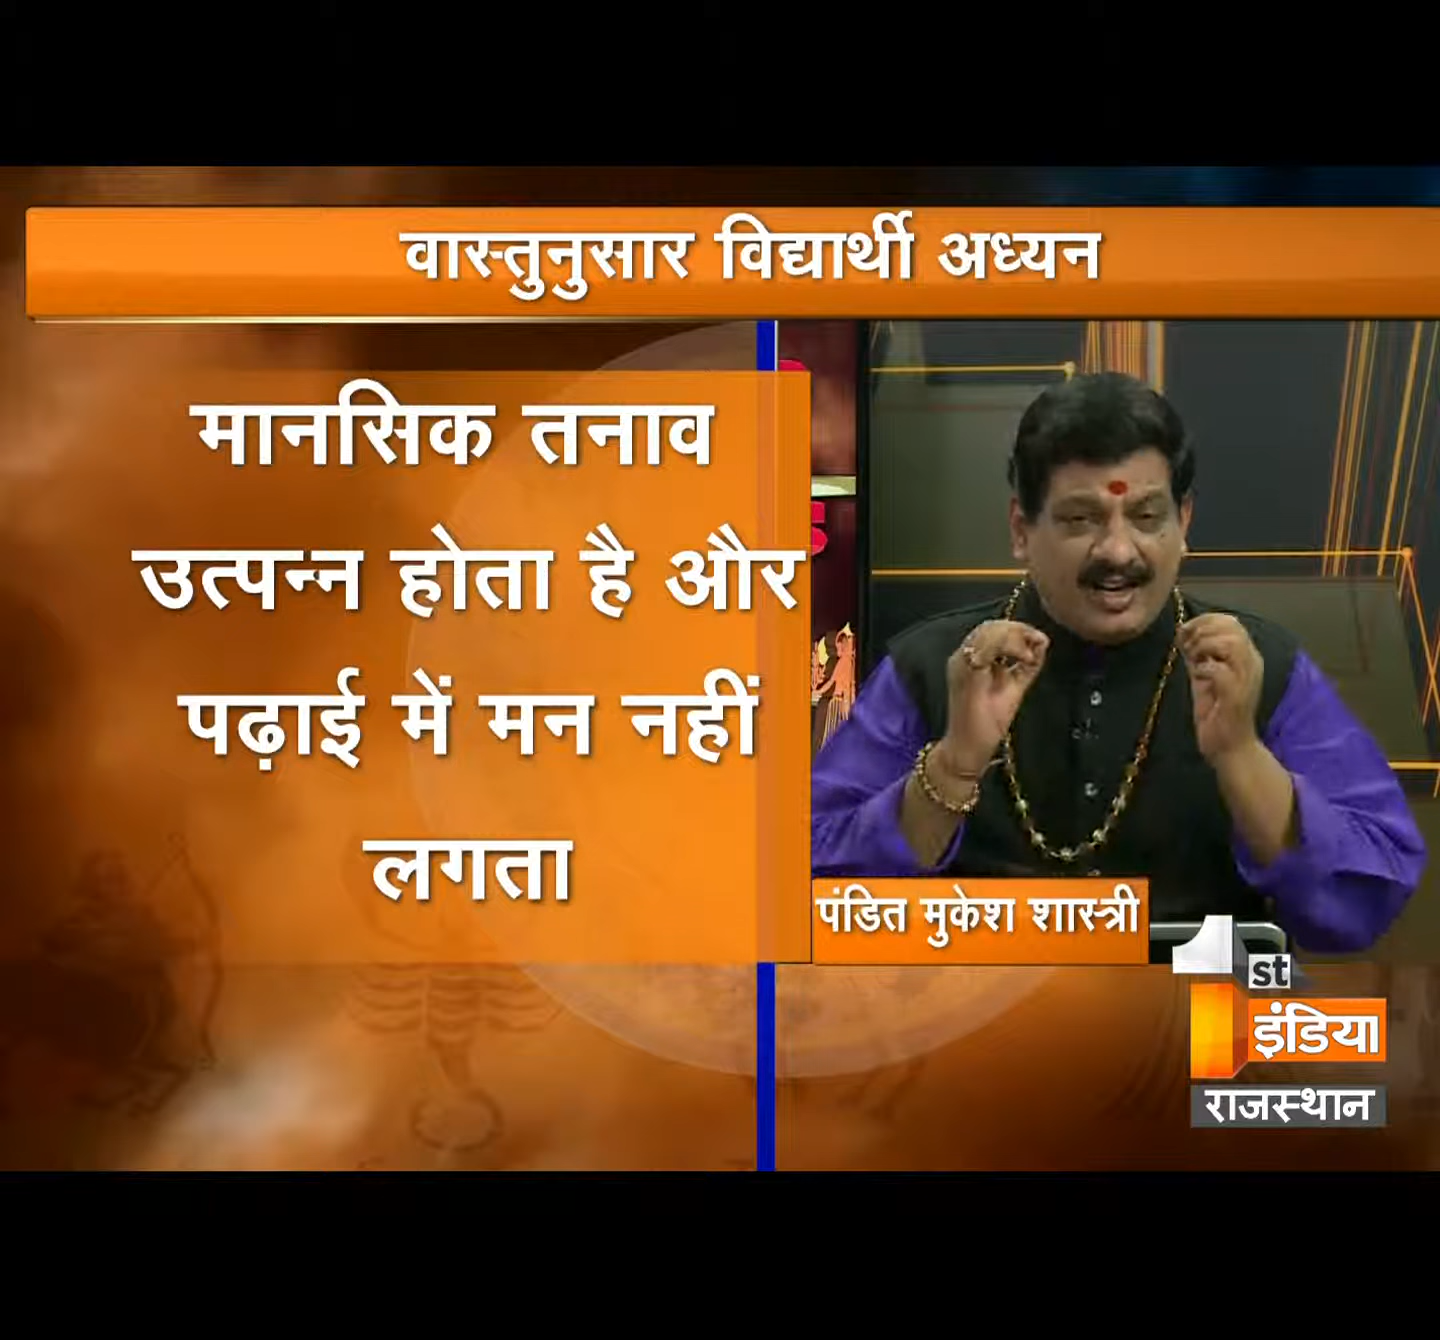 वास्तुनुसार विद्यार्थी अध्यन
मानसिक तनाव
उत्पन्न होता है और
पढ़ाई में मन नहीं
लगता
पंडित मुकेश शास्त्री
1st
इंडिया
राजस्थान